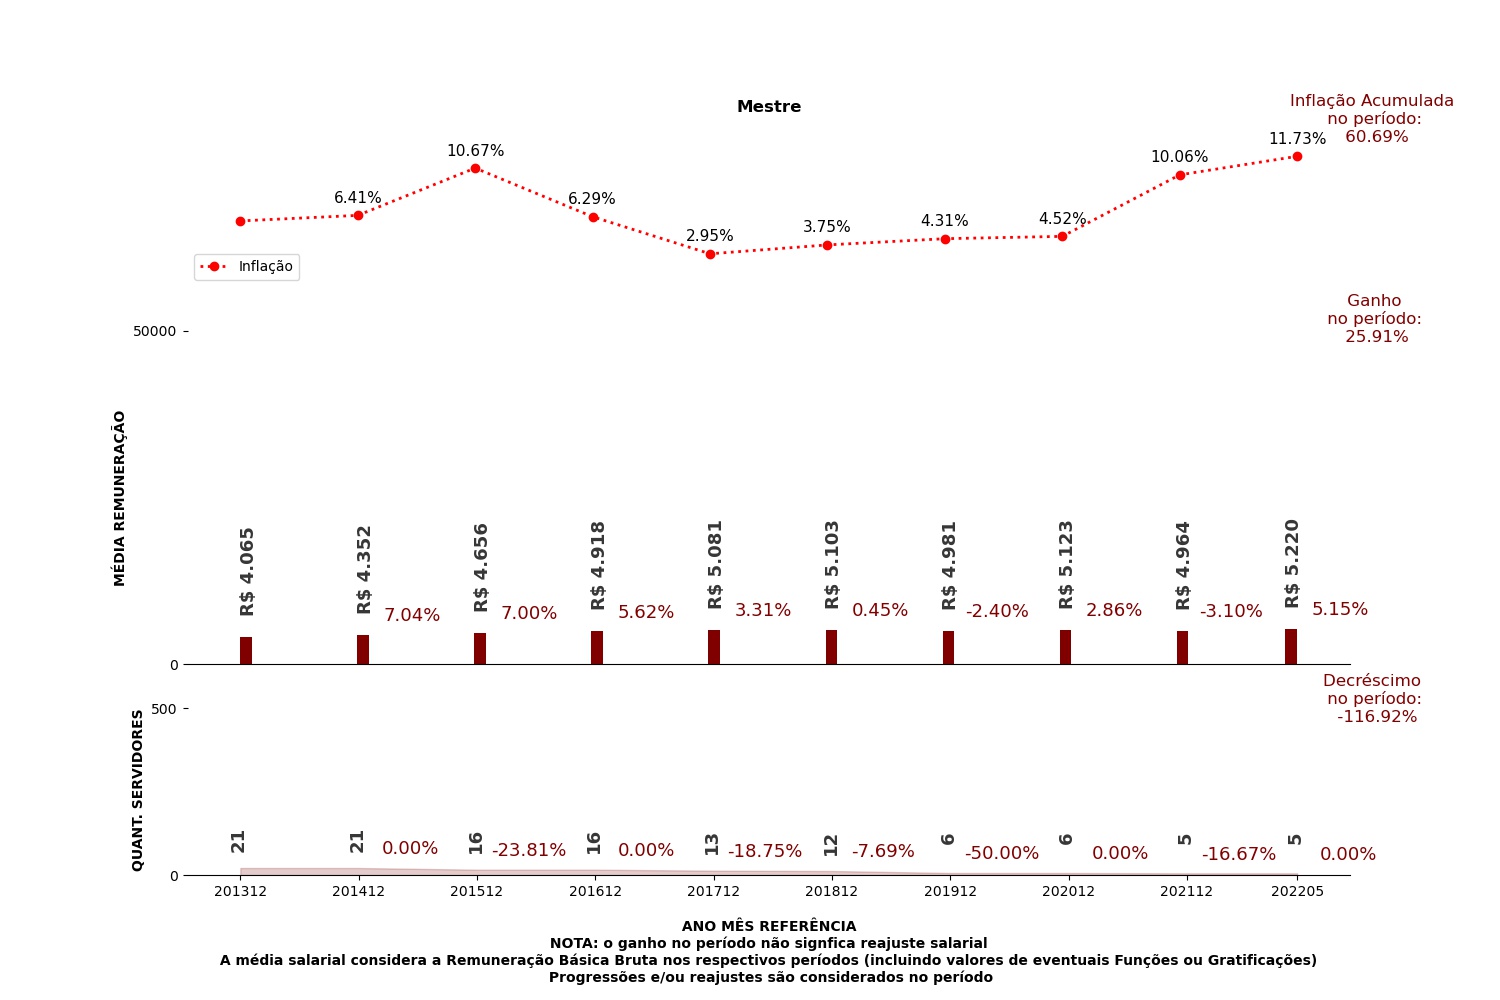 Mestre
Inflação Acumulada
no período:
60.69%
6.41%
10.67%
6.29%
2.95%
3.75%
4.31%
4.52%
10.06%
11.73%
Inflação
Ganho
no período:
25.91%
50000
0
MÉDIA REMUNERAÇÃO
R$ 4.065
R$ 4.352
7.04%
R$ 4.656
7.00%
R$ 4.918
5.62%
R$ 5.081
3.31%
R$ 5.103
0.45%
R$ 4.981
-2.40%
R$ 5.123
2.86%
R$ 4.964
-3.10%
R$ 5.220
5.15%
Decréscimo
no período:
-116.92%
500
0
QUANT. SERVIDORES
21
21
0.00%
16
-23.81%
16
0.00%
13
-18.75%
12
-7.69%
6
-50.00%
6
0.00%
5
-16.67%
5
0.00%
201312 201412 201512 201612 201712 201812 201912 202012 202112 202205
ANO MÊS REFERÊNCIA
NOTA: o ganho no período não signfica reajuste salarial
A média salarial considera a Remuneração Básica Bruta nos respectivos períodos (incluindo valores de eventuais Funções ou Gratificações)
Progressões e/ou reajustes são considerados no período